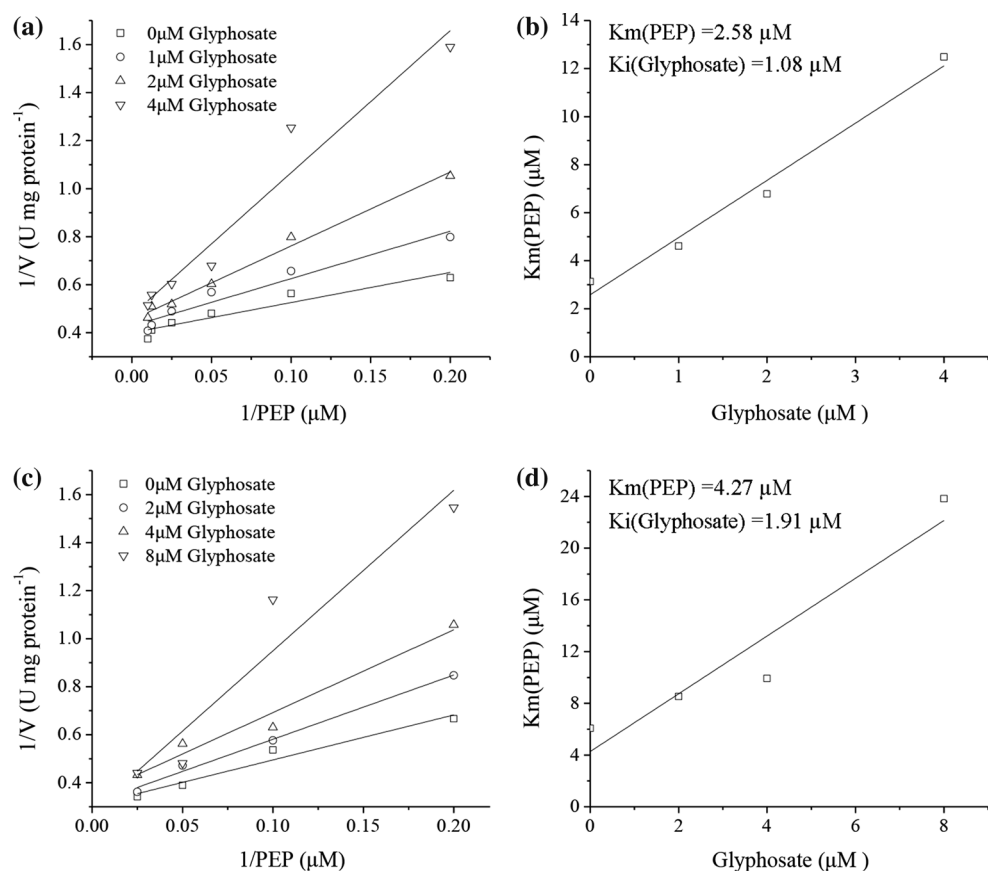 (a)
0μM Glyphosate
1μM Glyphosate
2μM Glyphosate
4μM Glyphosate
1.6
1.4
1.2
1.0
0.8
0.6
0.4
1/V (U mg protein⁻¹)
0.00 0.05 0.10 0.15 0.20
1/PEP (μM)
(b)
Km(PEP) =2.58 μM
Ki(Glyphosate) =1.08 μM
14
12
10
8
6
4
2
0
Km(PEP) (μM)
0 1 2 3 4
Glyphosate (μM )
(c)
0μM Glyphosate
2μM Glyphosate
4μM Glyphosate
8μM Glyphosate
1.6
1.4
1.2
1.0
0.8
0.6
0.4
1/V (U mg protein⁻¹)
0.00 0.05 0.10 0.15 0.20
1/PEP (μM)
(d)
Km(PEP) =4.27 μM
Ki(Glyphosate) =1.91 μM
24
20
16
12
8
4
0
Km(PEP) (μM)
0 2 4 6 8
Glyphosate (μM )